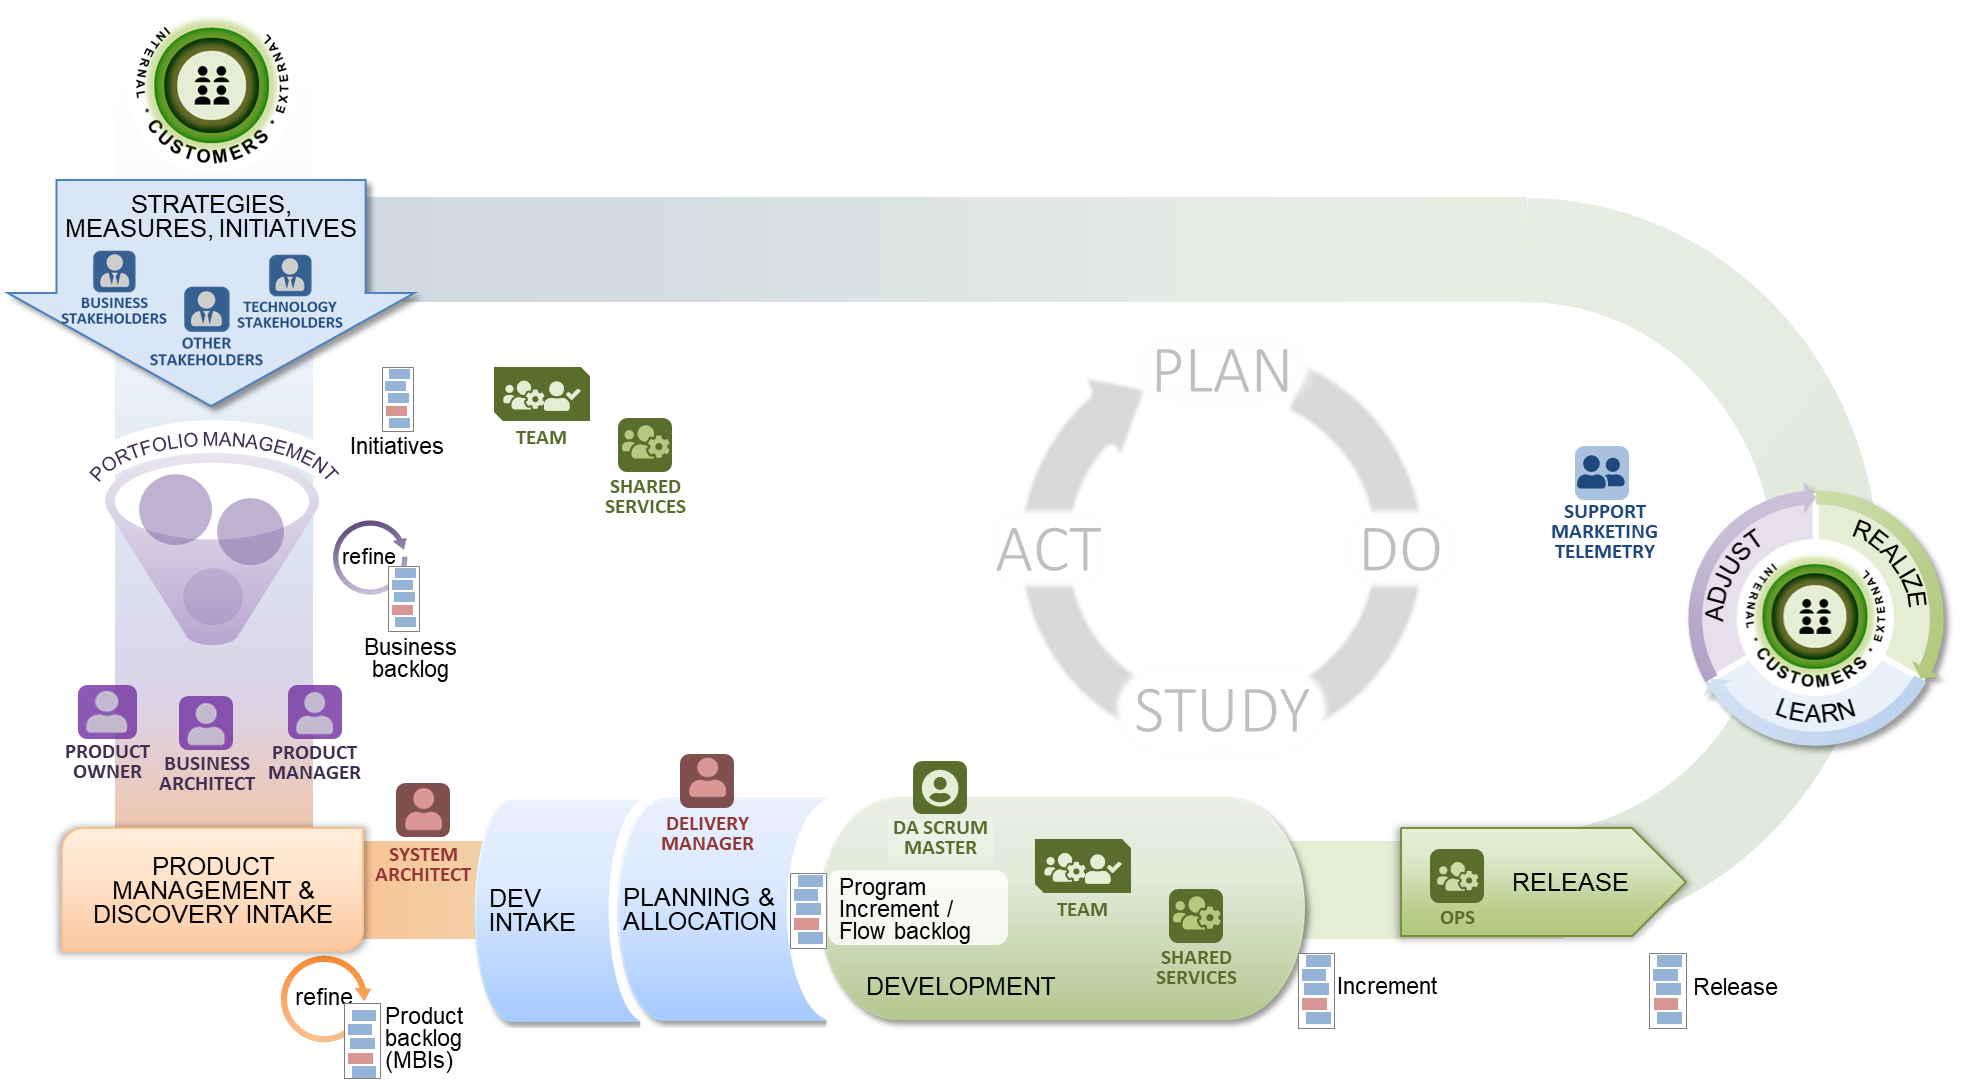 INTERNAL • CUSTOMERS • EXTERNAL
STRATEGIES,
MEASURES, INITIATIVES
BUSINESS
STAKEHOLDERS
TECHNOLOGY
STAKEHOLDERS
OTHER
STAKEHOLDERS
PORTFOLIO MANAGEMENT
Initiatives
TEAM
SHARED
SERVICES
refine
Business
backlog
PRODUCT
OWNER
BUSINESS
ARCHITECT
PRODUCT
MANAGER
PLAN
DO
STUDY
ACT
SUPPORT
MARKETING
TELEMETRY
ADJUST
REALIZE
LEARN
INTERNAL • CUSTOMERS • EXTERNAL
PRODUCT
MANAGEMENT &
DISCOVERY INTAKE
SYSTEM
ARCHITECT
refine
Product
backlog
(MBIs)
DEV
INTAKE
DELIVERY
MANAGER
PLANNING &
ALLOCATION
Program
Increment /
Flow backlog
DA SCRUM
MASTER
TEAM
SHARED
SERVICES
DEVELOPMENT
Increment
OPS
RELEASE
Release